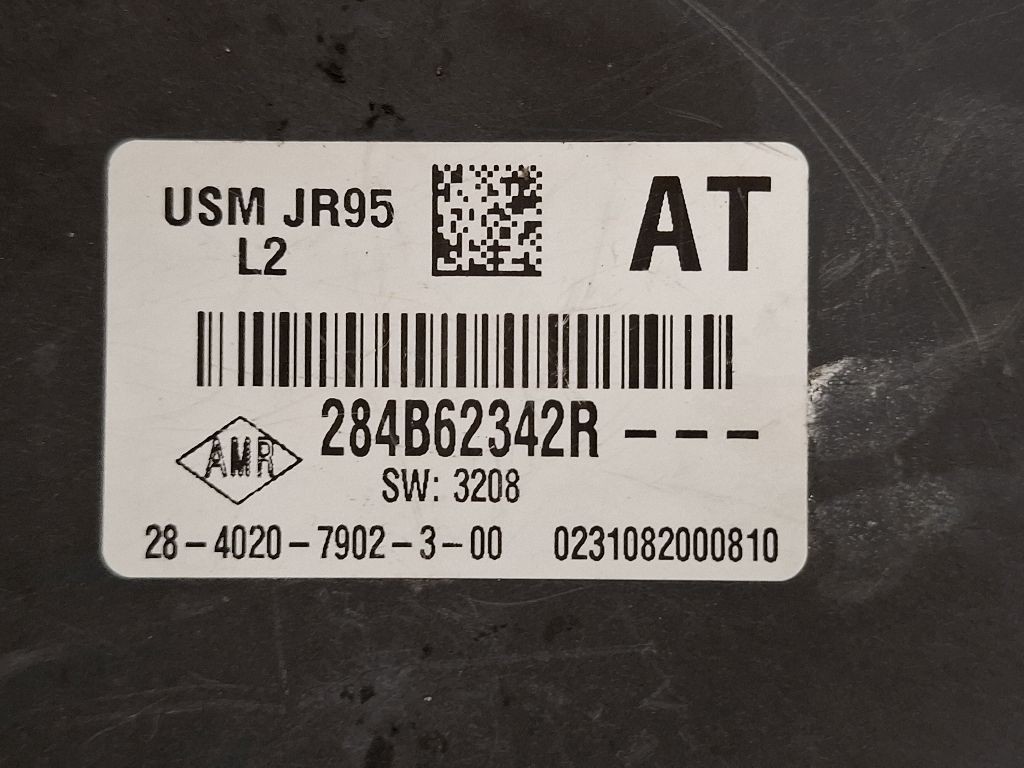 USM JR95
L2
AT
284B62342R – – –
AMR
SW: 3208
28–4020–7902–3–00 0231082000810